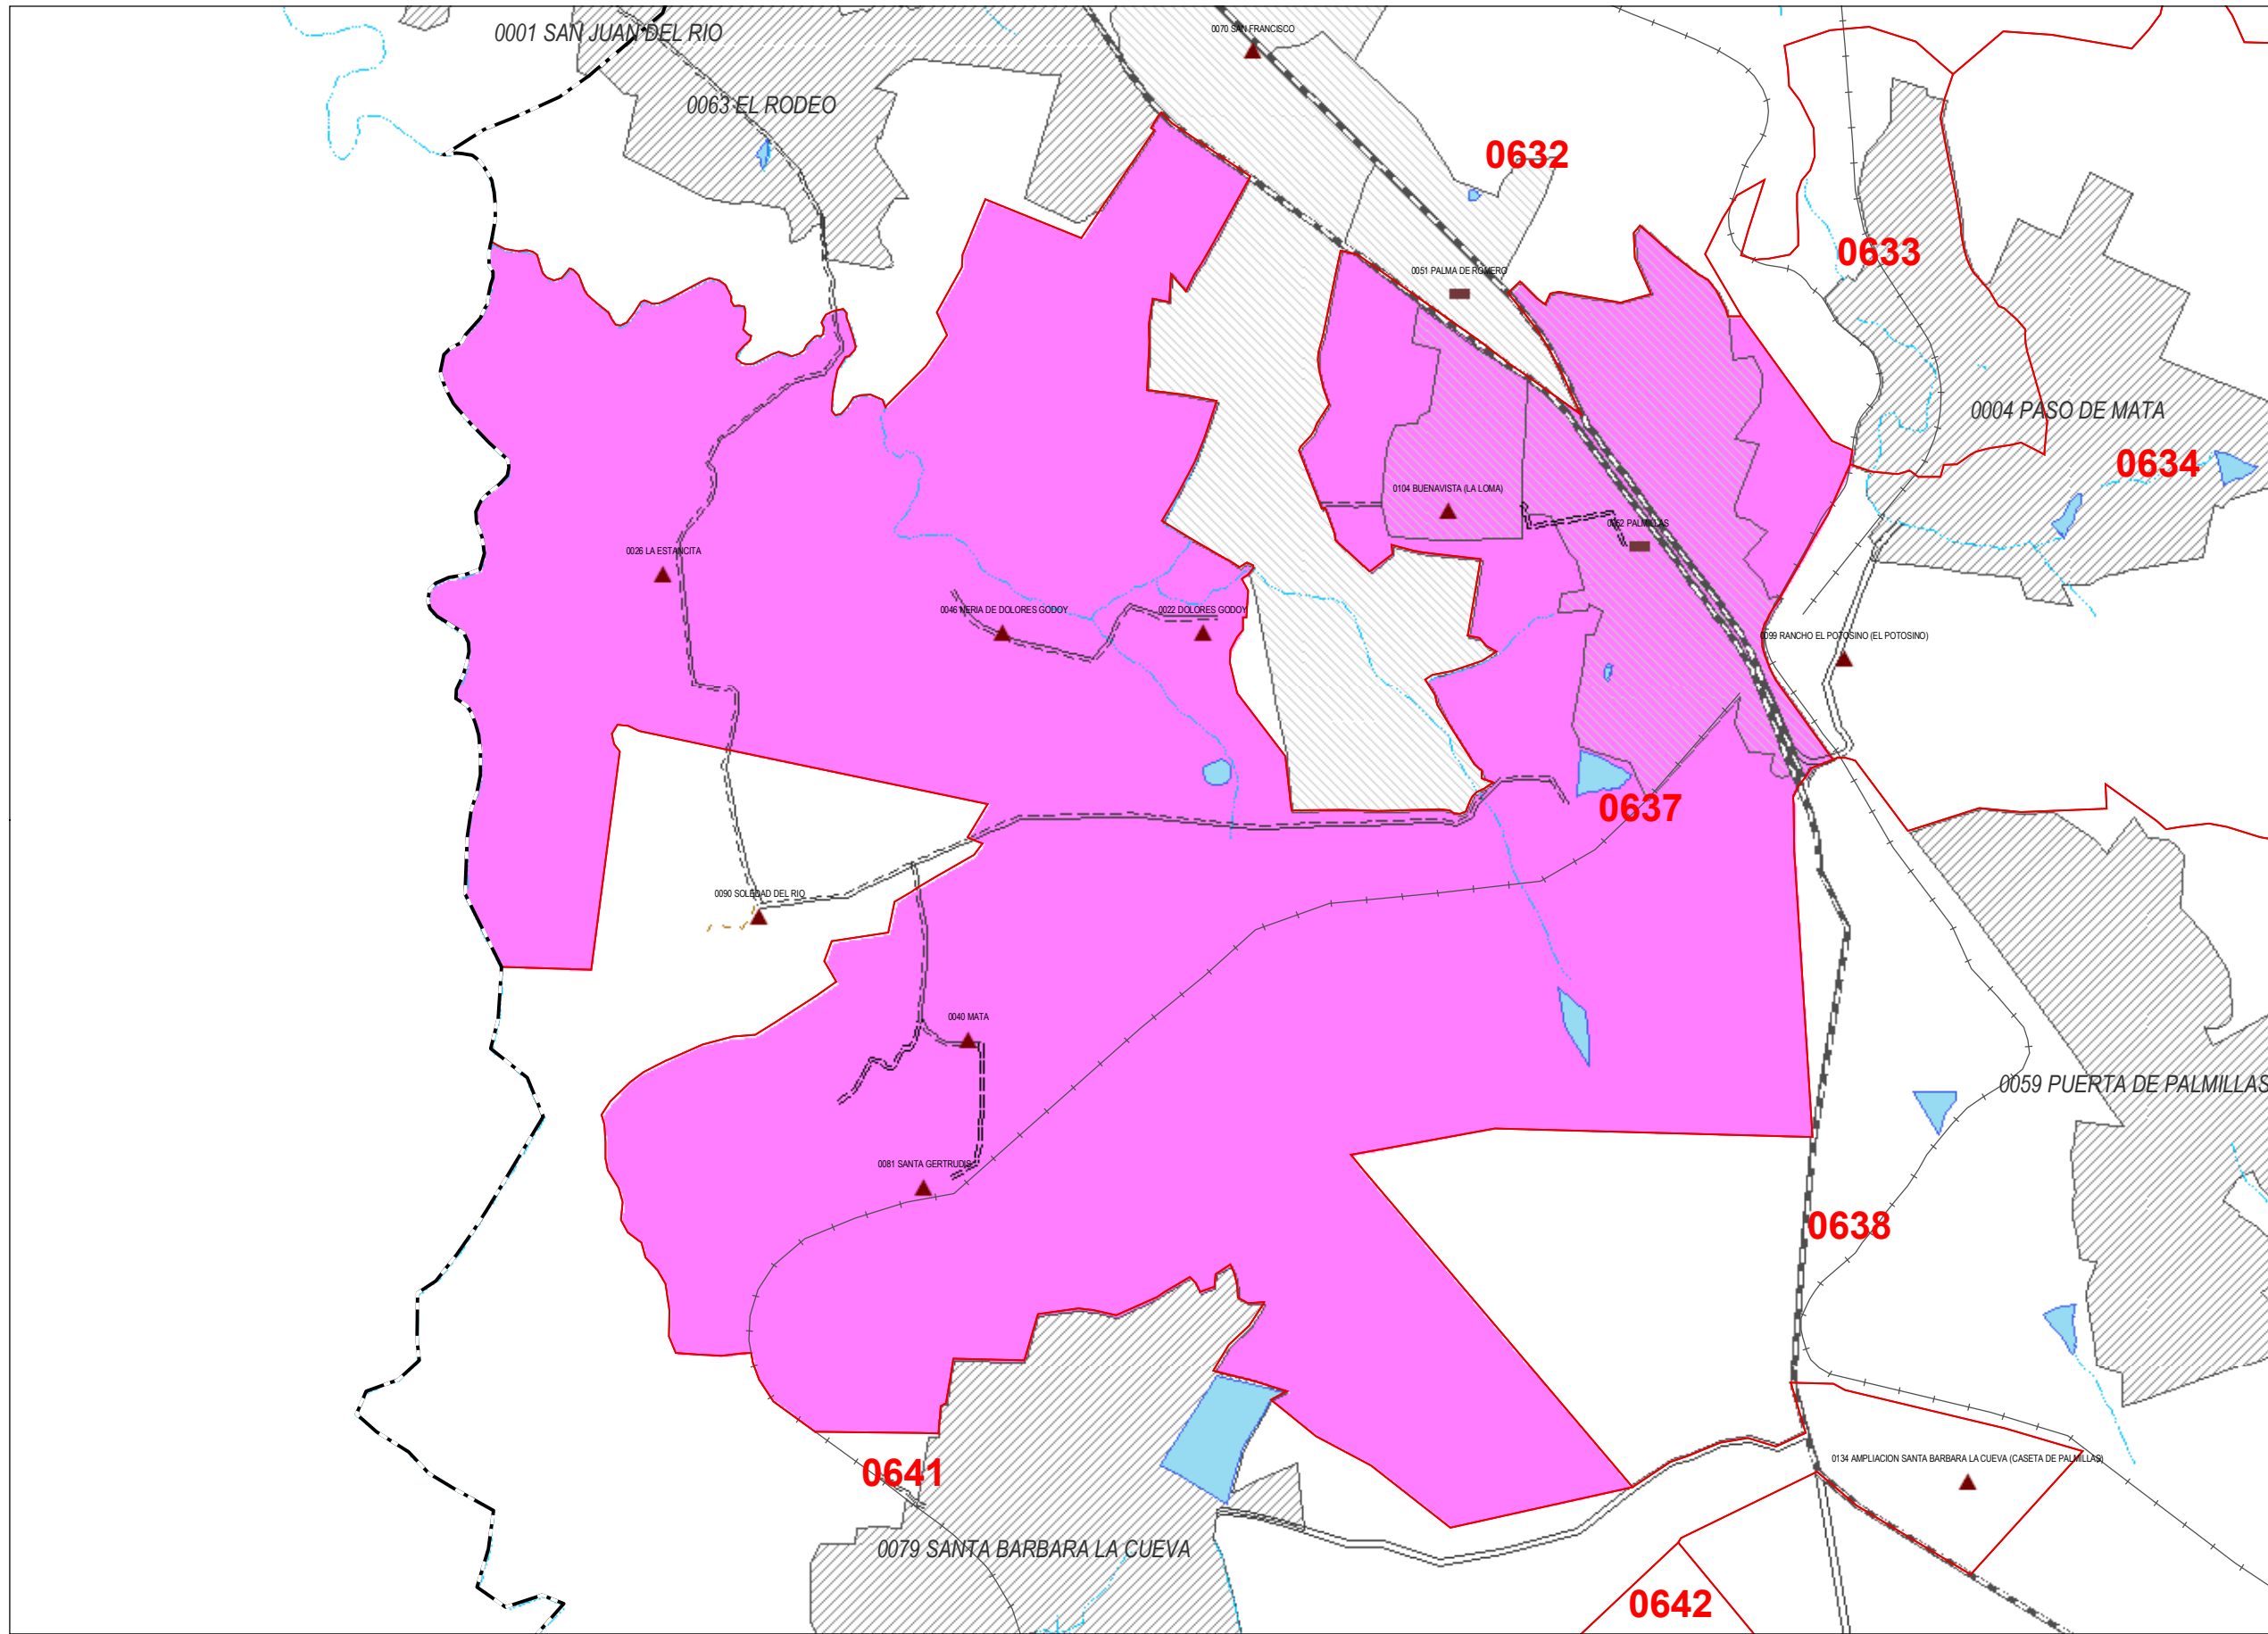 0001 SAN JUAN DEL RIO
0070 SAN FRANCISCO
0063 EL RODEO
0632
0633
0051 PALMA DE ROMERO
0004 PASO DE MATA
0634
0104 BUENAVISTA (LA LOMA)
0052 PALMILLAS
0026 LA ESTANCITA
0046 NERIA DE DOLORES GODOY
0022 DOLORES GODOY
0099 RANCHO EL POTOSINO (EL POTOSINO)
0637
0090 SOLEDAD DEL RIO
0040 MATA
0059 PUERTA DE PALMILLAS
0081 SANTA GERTRUDIS
0638
0134 AMPLIACION SANTA BARBARA LA CUEVA (CASETA DE PALMILLAS)
0641
0079 SANTA BARBARA LA CUEVA
0642